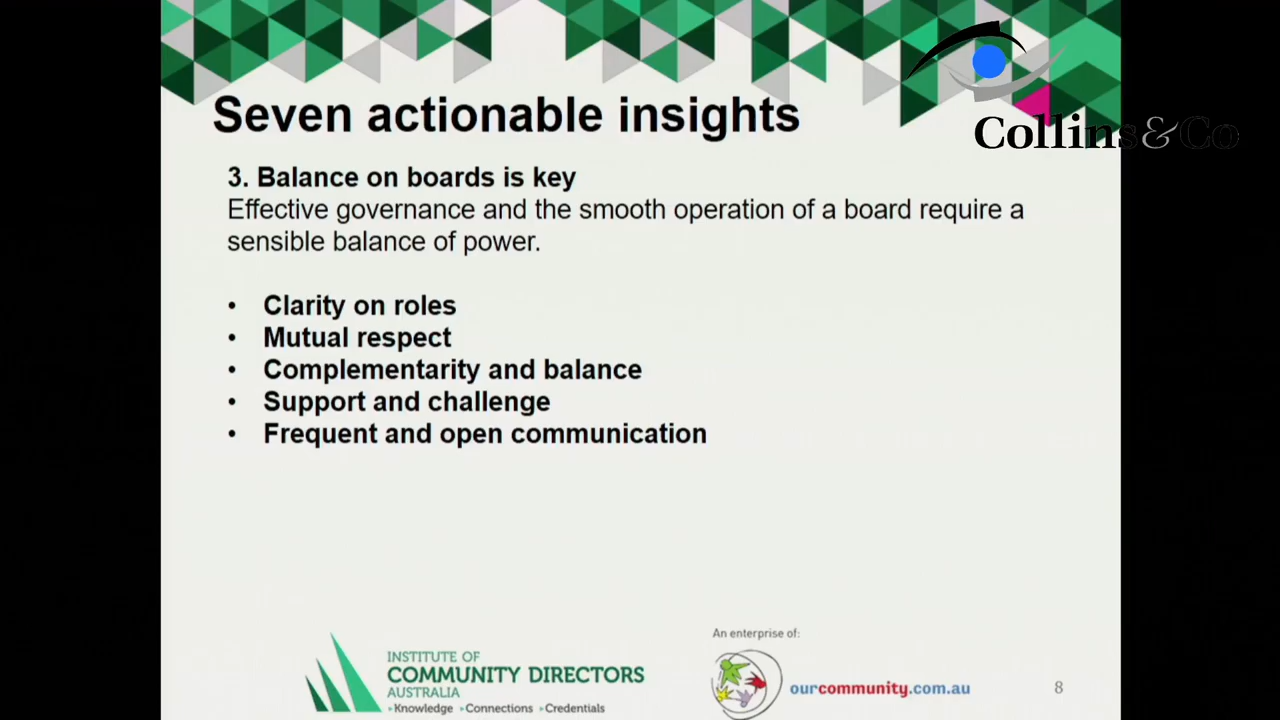 Collins&Co
Seven actionable insights
3. Balance on boards is key
Effective governance and the smooth operation of a board require a
sensible balance of power.
• Clarity on roles
• Mutual respect
• Complementarity and balance
• Support and challenge
• Frequent and open communication
An enterprise of:
INSTITUTE OF
COMMUNITY DIRECTORS
AUSTRALIA
Knowledge Connections Credentials
ourcommunity.com.au
8